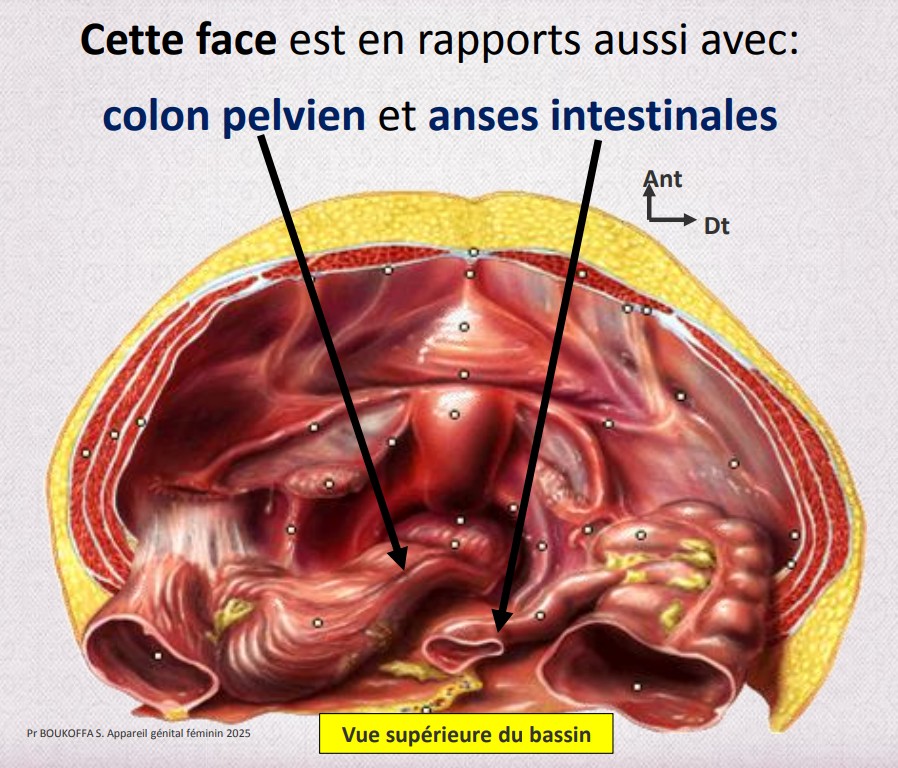 Cette face est en rapports aussi avec:
colon pelvien et anses intestinales
Ant
Dt
Pr BOUKOFFA S. Appareil génital féminin 2025
Vue supérieure du bassin